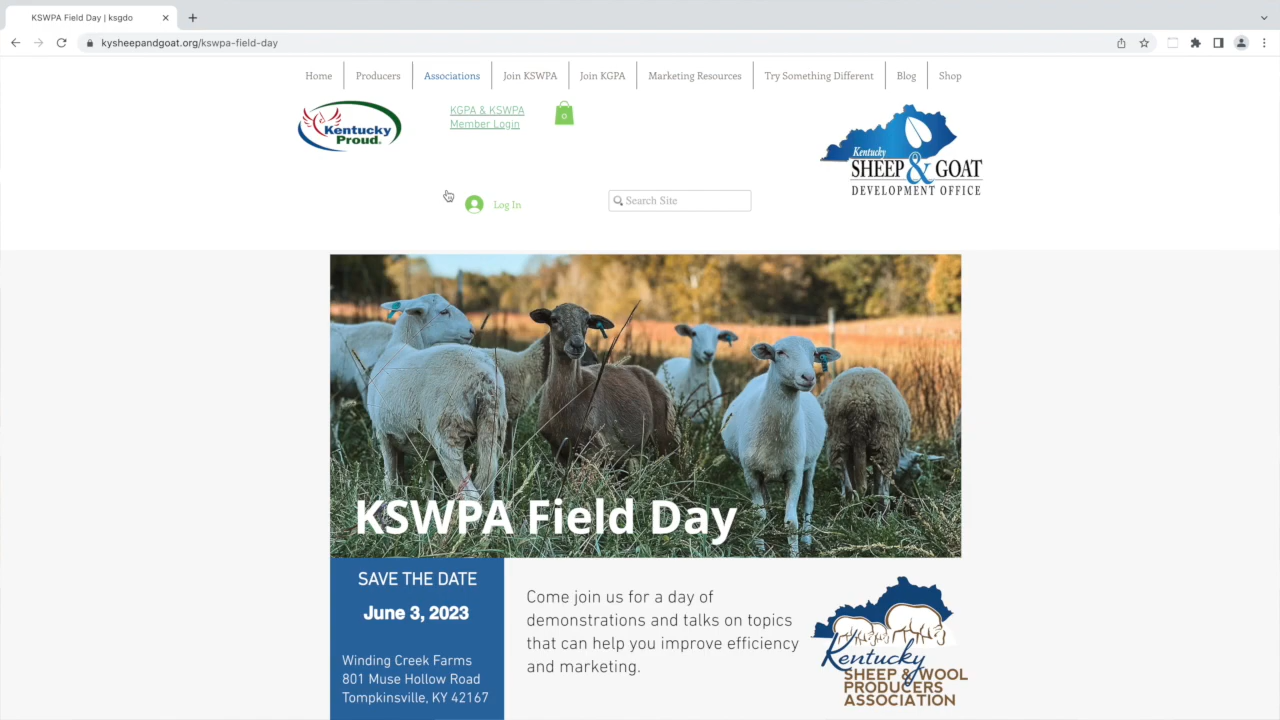 KSWPA Field Day | ksgdo
kysheepandgoat.org/kswpa-field-day
Home
Producers
Associations
Join KSWPA
Join KGPA
Marketing Resources
Try Something Different
Blog
Shop
Kentucky
Proud
KGPA & KSWPA
Member Login
0
Kentucky
SHEEP & GOAT
DEVELOPMENT OFFICE
Log In
Search Site
KSWPA Field Day
SAVE THE DATE
June 3, 2023
Winding Creek Farms
801 Muse Hollow Road
Tompkinsville, KY 42167
Come join us for a day of
demonstrations and talks on topics
that can help you improve efficiency
and marketing.
Kentucky
SHEEP & WOOL
PRODUCERS
ASSOCIATION